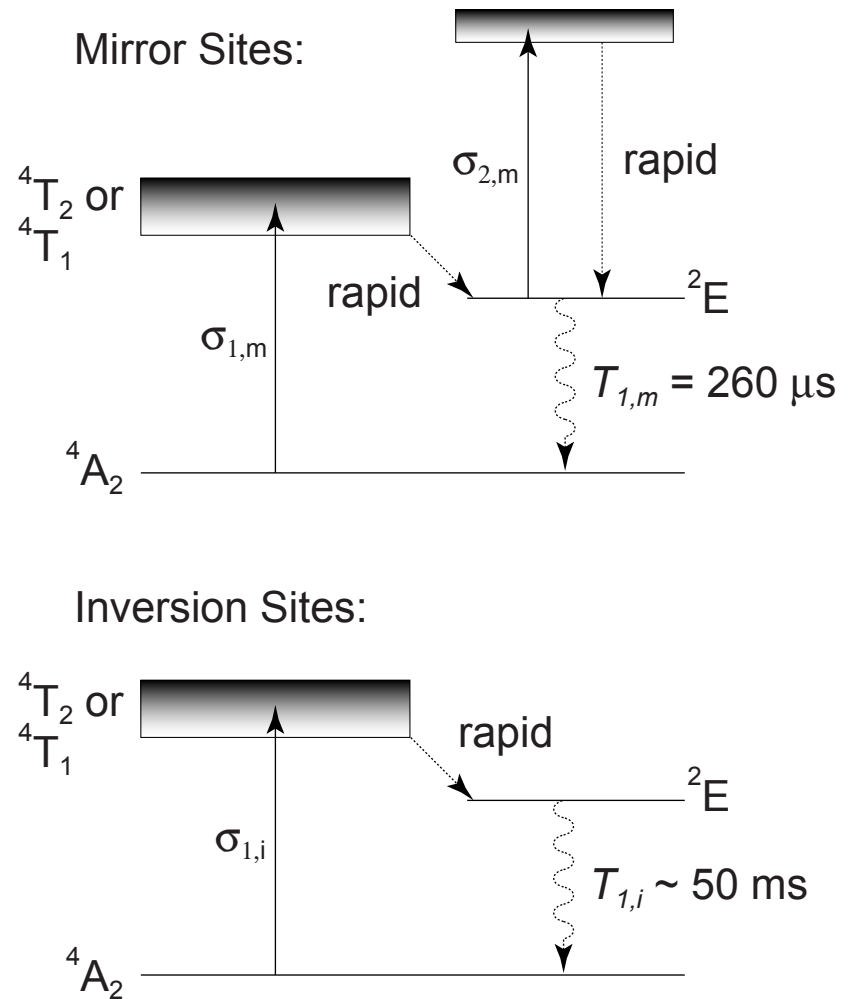 Mirror Sites:
⁴T₂ or
⁴T₁
σ₂,ₘ
rapid
rapid
²E
σ₁,ₘ
T₁,ₘ = 260 μs
⁴A₂
Inversion Sites:
⁴T₂ or
⁴T₁
rapid
²E
σ₁,ᵢ
T₁,ᵢ ~ 50 ms
⁴A₂